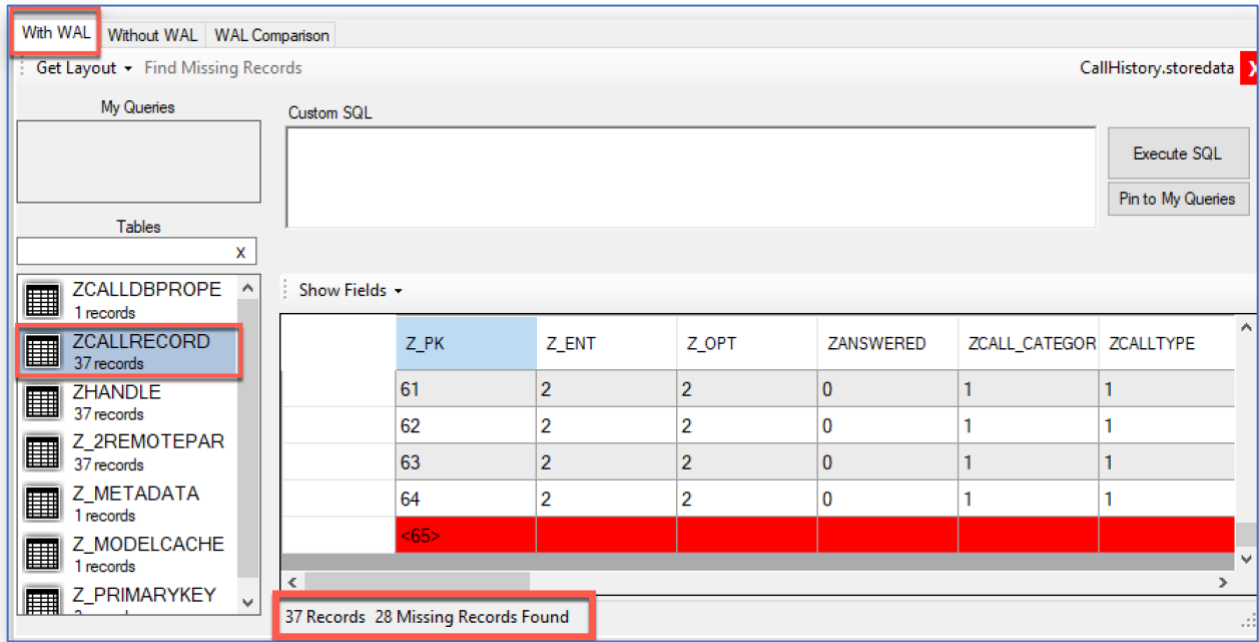 With WAL Without WAL WAL Comparison
Get Layout Find Missing Records CallHistory.storedata X
My Queries
Custom SQL
Execute SQL
Pin to My Queries
Tables
X
ZCALLDBPROPE
1 records
ZCALLRECORD
37 records
ZHANDLE
37 records
Z_2REMOTEPAR
37 records
Z_METADATA
1 records
Z_MODELCACHE
1 records
Z_PRIMARYKEY
Show Fields
Z_PK Z_ENT Z_OPT ZANSWERED ZCALL_CATEGOR ZCALLTYPE
61 2 2 0 1 1
62 2 2 0 1 1
63 2 2 0 1 1
64 2 2 0 1 1
<65>
37 Records 28 Missing Records Found